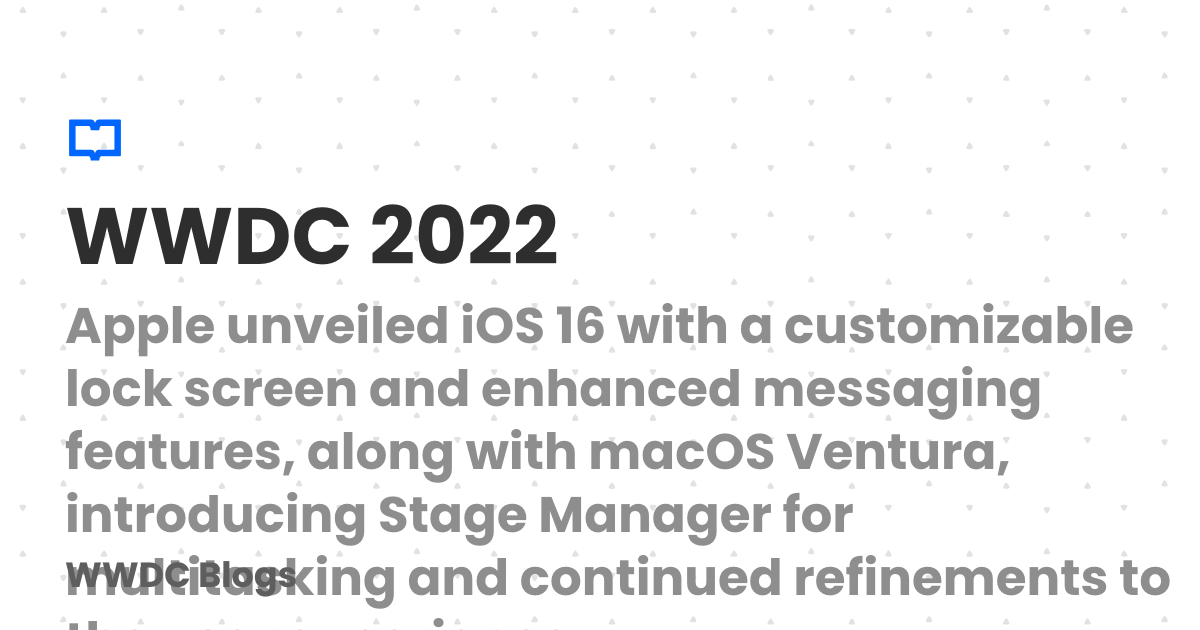 WWDC 2022
Apple unveiled iOS 16 with a customizable
lock screen and enhanced messaging
features, along with macOS Ventura,
introducing Stage Manager for
multitasking and continued refinements to
WWDC Blogs